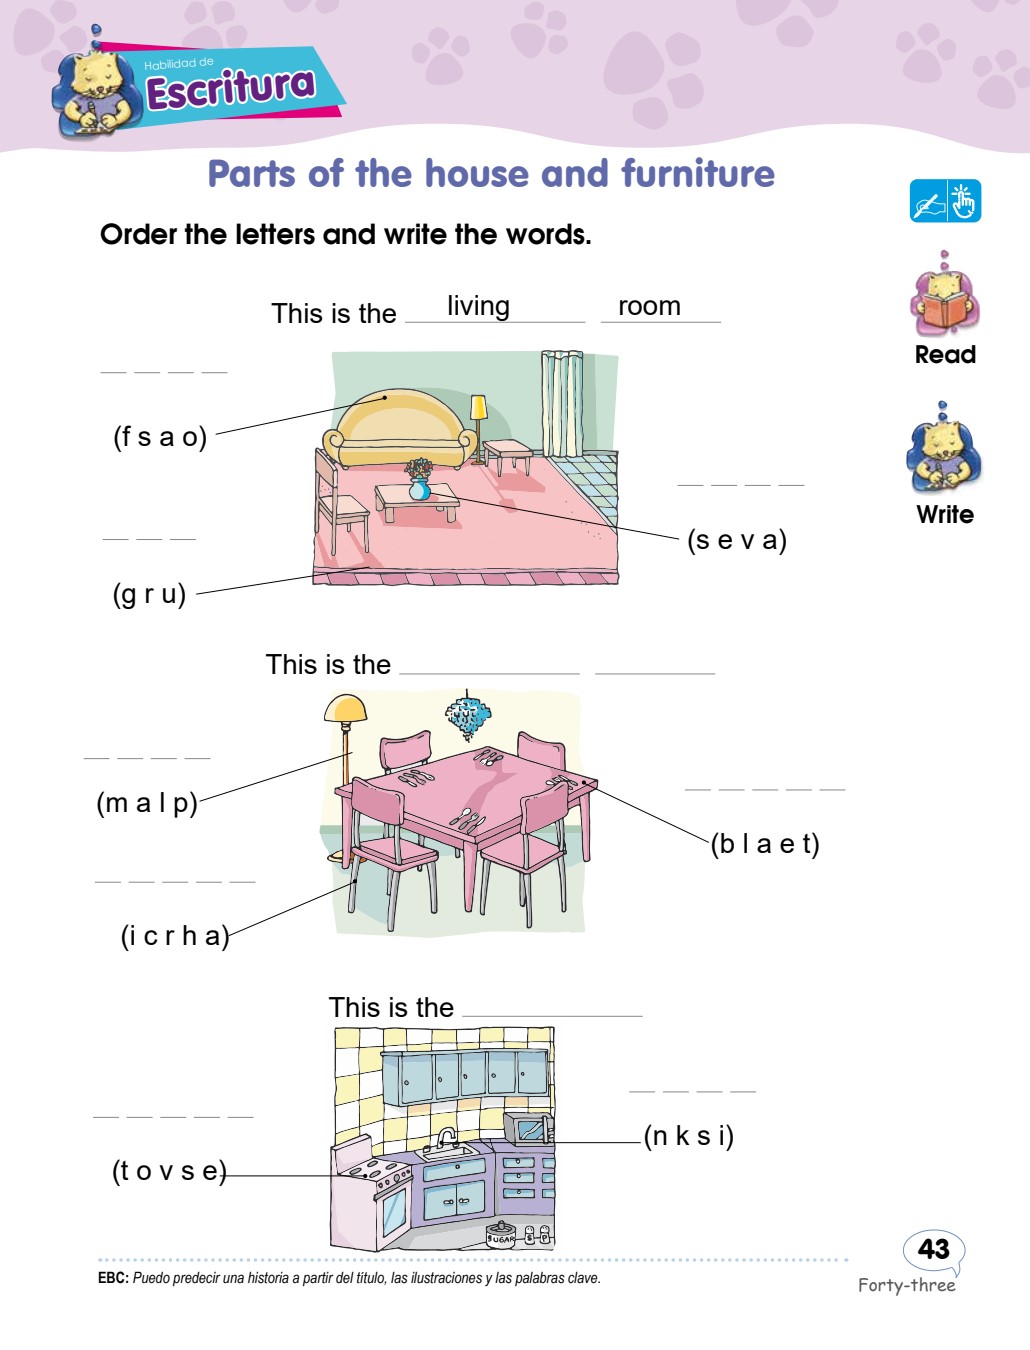 Habilidad de
Escritura
Parts of the house and furniture
Order the letters and write the words.
This is the living room
Read
(f s a o)
Write
(s e v a)
(g r u)
This is the
(m a l p)
(b l a e t)
(i c r h a)
This is the
(n k s i)
(t o v s e)
SUGAR
S P
43
EBC: Puedo predecir una historia a partir del título, las ilustraciones y las palabras clave.
Forty-three